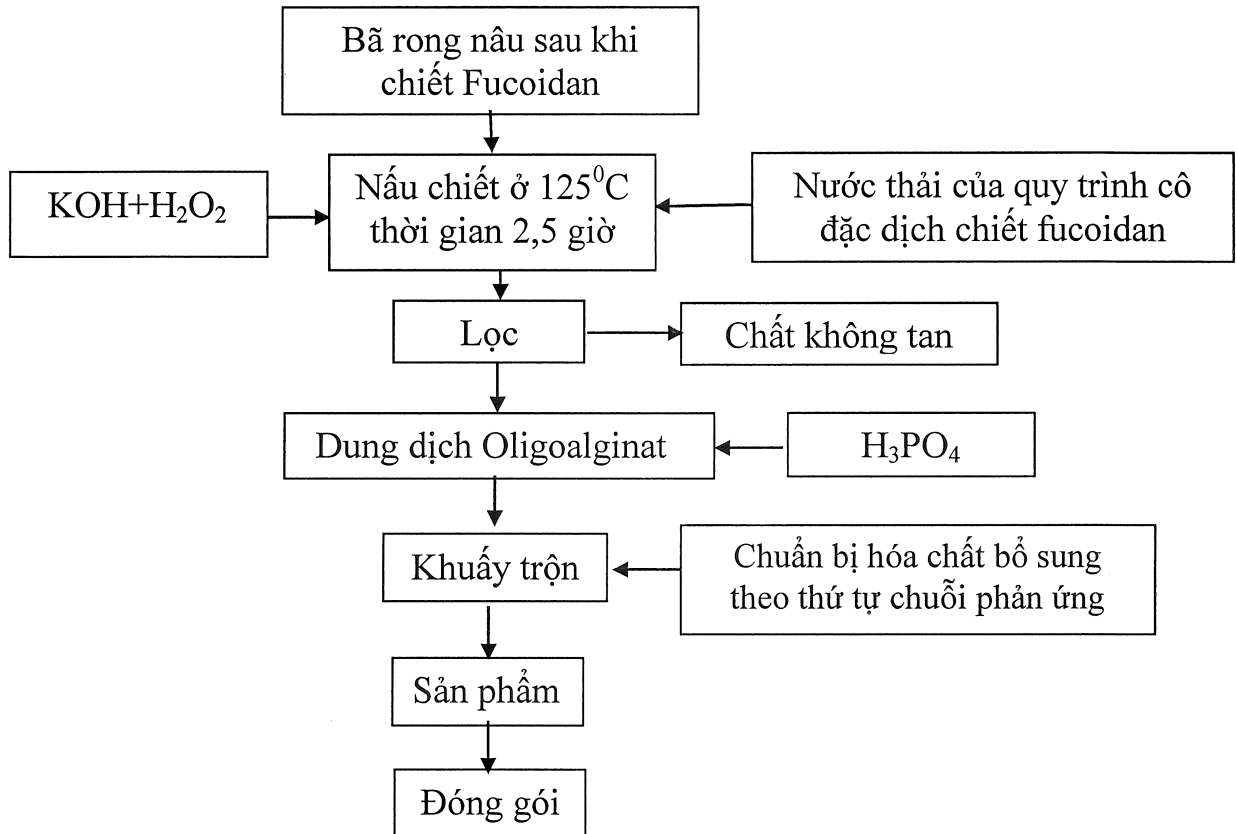 Bã rong nâu sau khi
chiết Fucoidan
KOH+H₂O₂
Nấu chiết ở 125⁰C
thời gian 2,5 giờ
Nước thải của quy trình cô
đặc dịch chiết fucoidan
Lọc
Chất không tan
Dung dịch Oligoalginat
H₃PO₄
Khuấy trộn
Chuẩn bị hóa chất bổ sung
theo thứ tự chuỗi phản ứng
Sản phẩm
Đóng gói